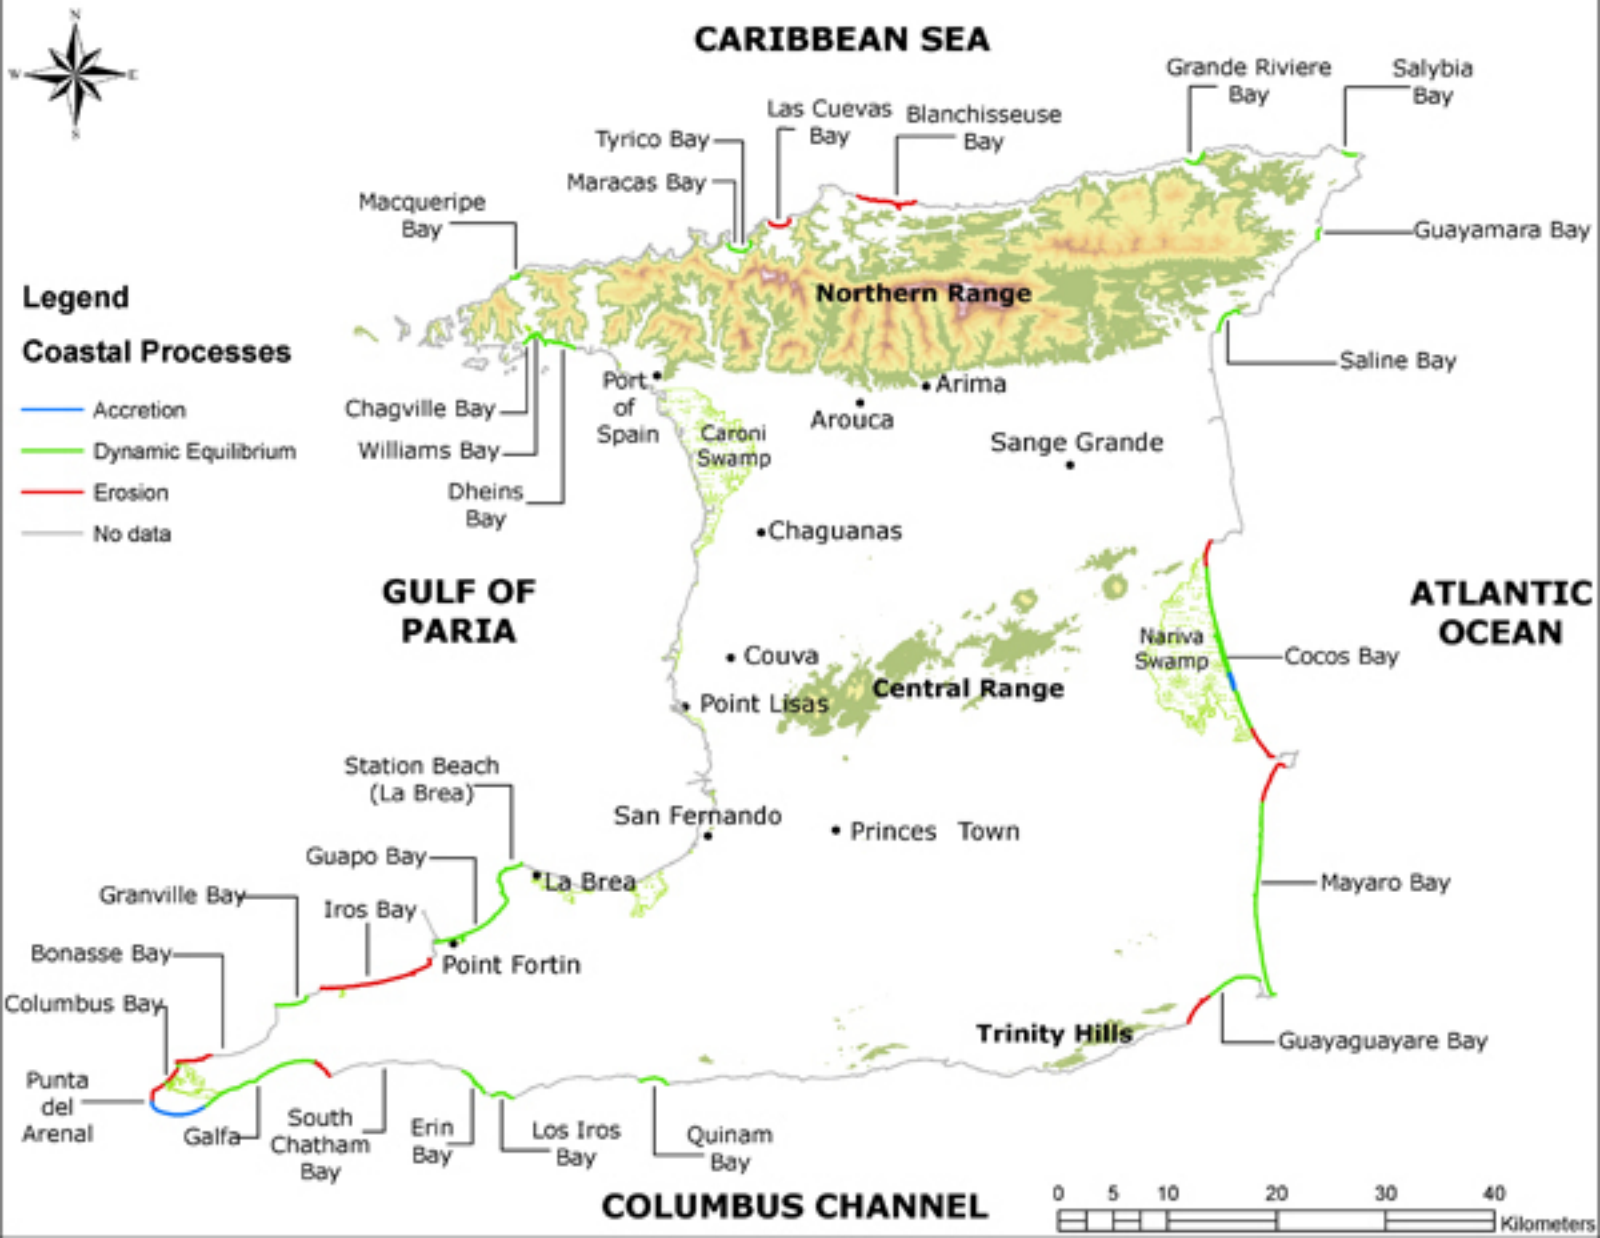 N
W
E
S
CARIBBEAN SEA
Grande Riviere
Bay
Salybia
Bay
Las Cuevas
Bay
Blanchisseuse
Bay
Tyrico Bay
Maracas Bay
Macqueripe
Bay
Guayamara Bay
Northern Range
Legend
Coastal Processes
Accretion
Dynamic Equilibrium
Erosion
No data
Saline Bay
Port
of
Spain
Arima
Arouca
Chagville Bay
Williams Bay
Dheins
Bay
Caroni
Swamp
Sange Grande
Chaguanas
GULF OF
PARIA
ATLANTIC
OCEAN
Nariva
Swamp
Cocos Bay
Couva
Central Range
Point Lisas
Station Beach
(La Brea)
San Fernando
Princes Town
Guapo Bay
La Brea
Mayaro Bay
Granville Bay
Iros Bay
Bonasse Bay
Point Fortin
Columbus Bay
Trinity Hills
Guayaguayare Bay
Punta
del
Arenal
Galfa
South
Chatham
Bay
Erin
Bay
Los Iros
Bay
Quinam
Bay
COLUMBUS CHANNEL
0 5 10 20 30 40
Kilometers